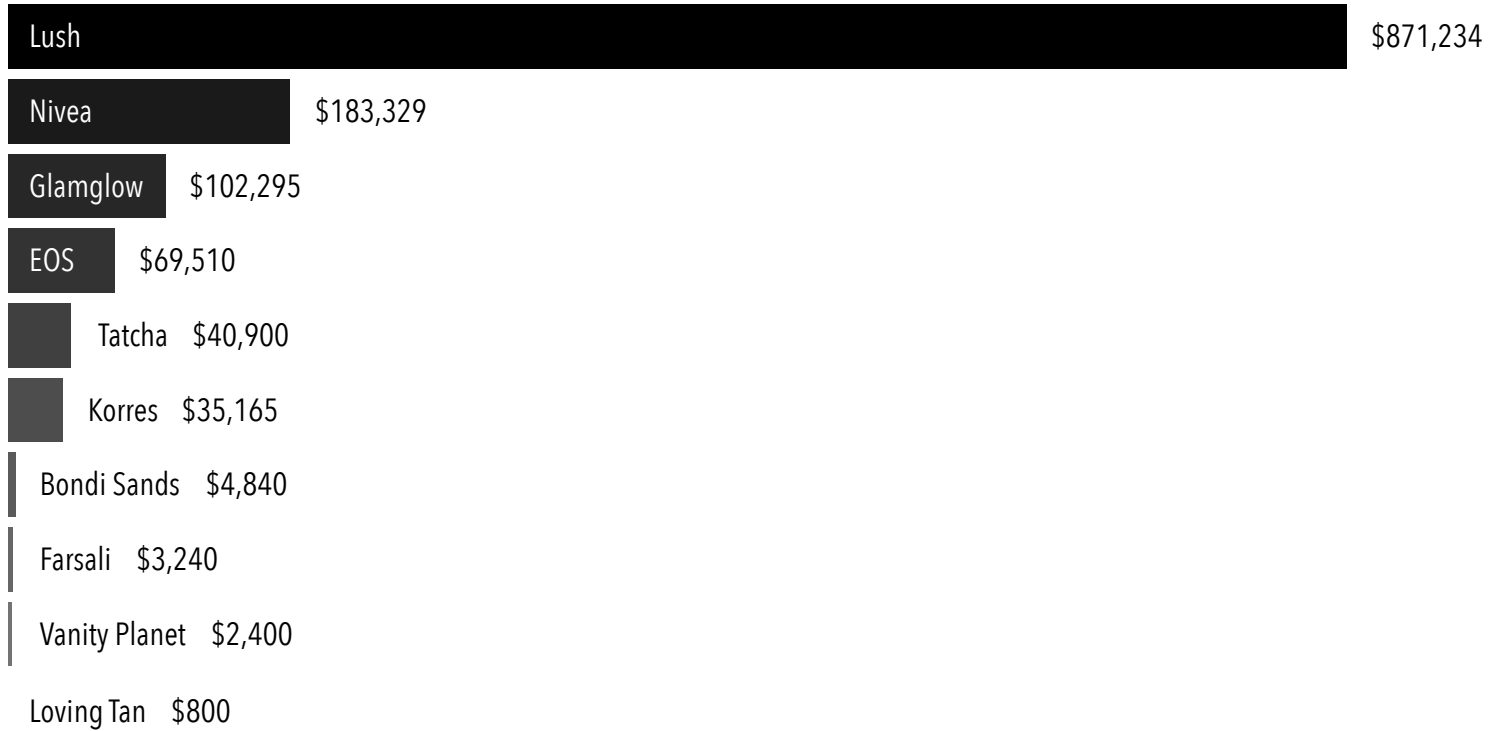 Lush $871,234
Nivea $183,329
Glamglow $102,295
EOS $69,510
Tatcha $40,900
Korres $35,165
Bondi Sands $4,840
Farsali $3,240
Vanity Planet $2,400
Loving Tan $800